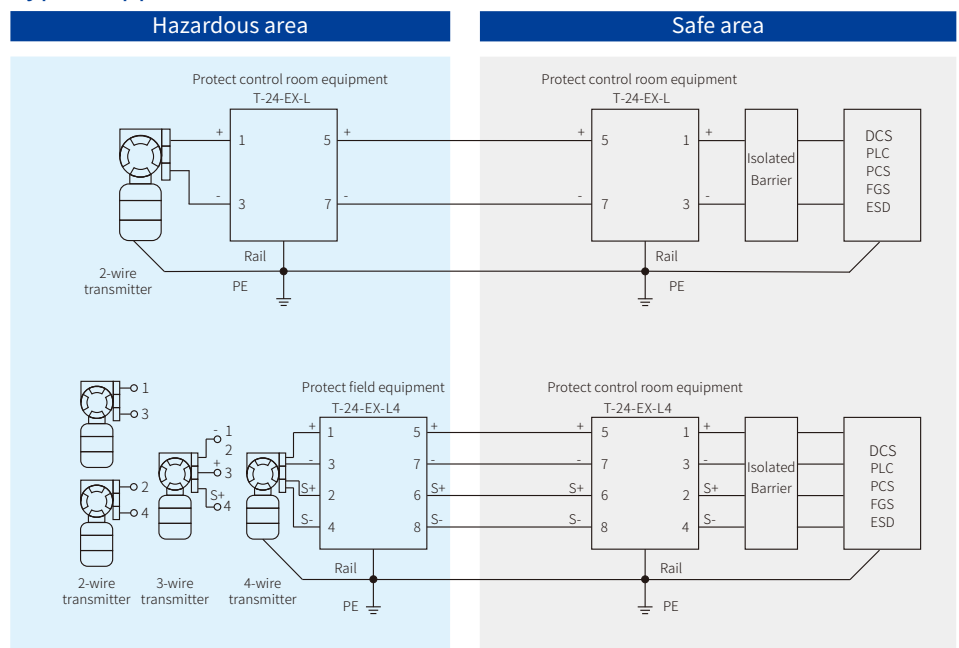 Hazardous area
Safe area
Protect control room equipment
T-24-EX-L
+
1
5
+
-
3
7
-
Rail
PE
2-wire
transmitter
Protect control room equipment
T-24-EX-L
+
5
1
+
-
7
3
-
Isolated
Barrier
DCS
PLC
PCS
FGS
ESD
Rail
PE
1
3
2
4
2-wire
transmitter
- 1
2
+ 3
S+ 4
3-wire
transmitter
4-wire
transmitter
Protect field equipment
T-24-EX-L4
+
1
5
+
-
3
7
-
S+
2
6
S+
S-
4
8
S-
Rail
PE
Protect control room equipment
T-24-EX-L4
+
5
1
+
-
7
3
-
S+
6
2
S+
S-
8
4
S-
Isolated
Barrier
DCS
PLC
PCS
FGS
ESD
Rail
PE